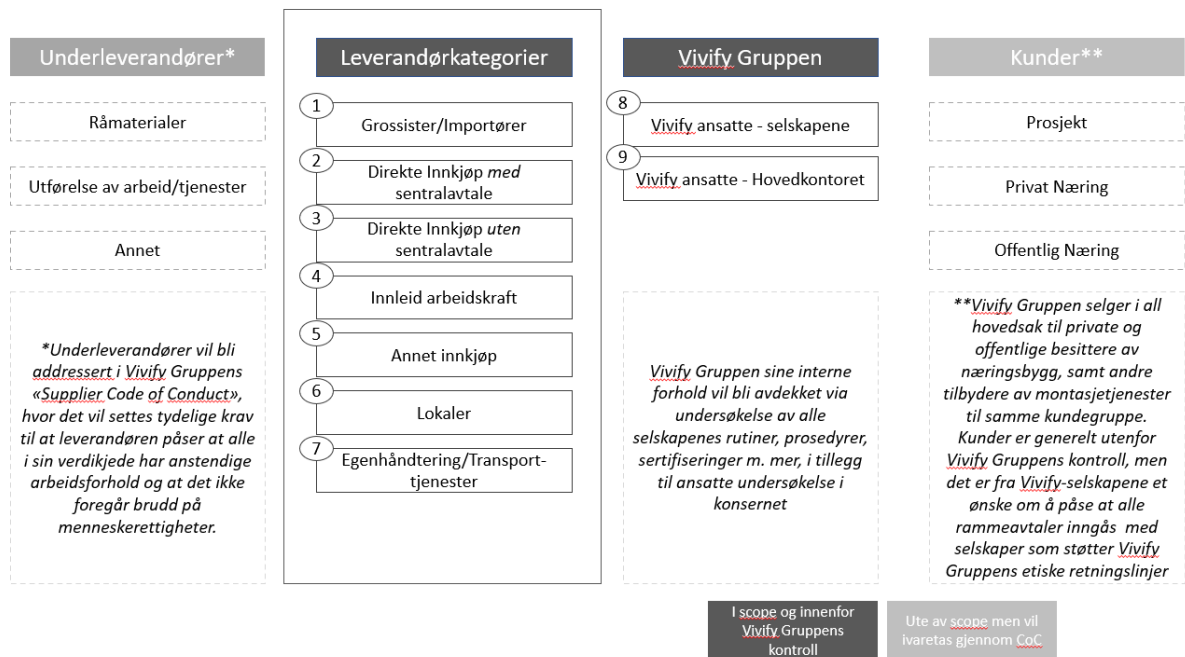 Underleverandører*
Råmaterialer
Utførelse av arbeid/tjenester
Annet
*Underleverandører vil bli
addressert i Vivify Gruppens
«Supplier Code of Conduct»,
hvor det vil settes tydelige krav
til at leverandøren påser at alle
i sin verdikjede har anstendige
arbeidsforhold og at det ikke
foregår brudd på
menneskerettigheter.
Leverandørkategorier
1
Grossister/Importører
2
Direkte Innkjøp med
sentralavtale
3
Direkte Innkjøp uten
sentralavtale
4
Innleid arbeidskraft
5
Annet innkjøp
6
Lokaler
7
Egenhåndtering/Transport-
tjenester
Vivify Gruppen
8
Vivify ansatte - selskapene
9
Vivify ansatte - Hovedkontoret
Vivify Gruppen sine interne
forhold vil bli avdekket via
undersøkelse av alle
selskapenes rutiner, prosedyrer,
sertifiseringer m. mer, i tillegg
til ansatte undersøkelse i
konsernet
Kunder**
Prosjekt
Privat Næring
Offentlig Næring
**Vivify Gruppen selger i all
hovedsak til private og
offentlige besittere av
næringsbygg, samt andre
tilbydere av montasjetjenester
til samme kundegruppe.
Kunder er generelt utenfor
Vivify Gruppens kontroll, men
det er fra Vivify-selskapene et
ønske om å påse at alle
rammeavtaler inngås med
selskaper som støtter Vivify
Gruppens etiske retningslinjer
I scope og innenfor
Vivify Gruppens
kontroll
Ute av scope men vil
ivaretas gjennom CoC